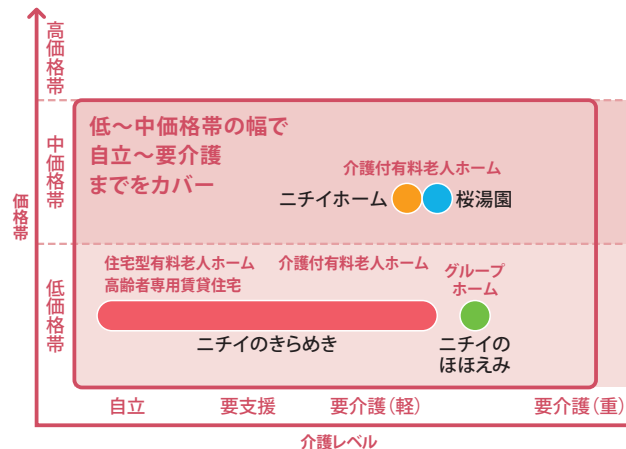 高価格帯
中価格帯
低価格帯
価格帯
低～中価格帯の幅で
自立～要介護
までをカバー
介護付有料老人ホーム
ニチイホーム
桜湯園
住宅型有料老人ホーム
高齢者専用賃貸住宅
介護付有料老人ホーム
グループ
ホーム
ニチイのきらめき
ニチイの
ほほえみ
自立
要支援
要介護（軽）
要介護（重）
介護レベル